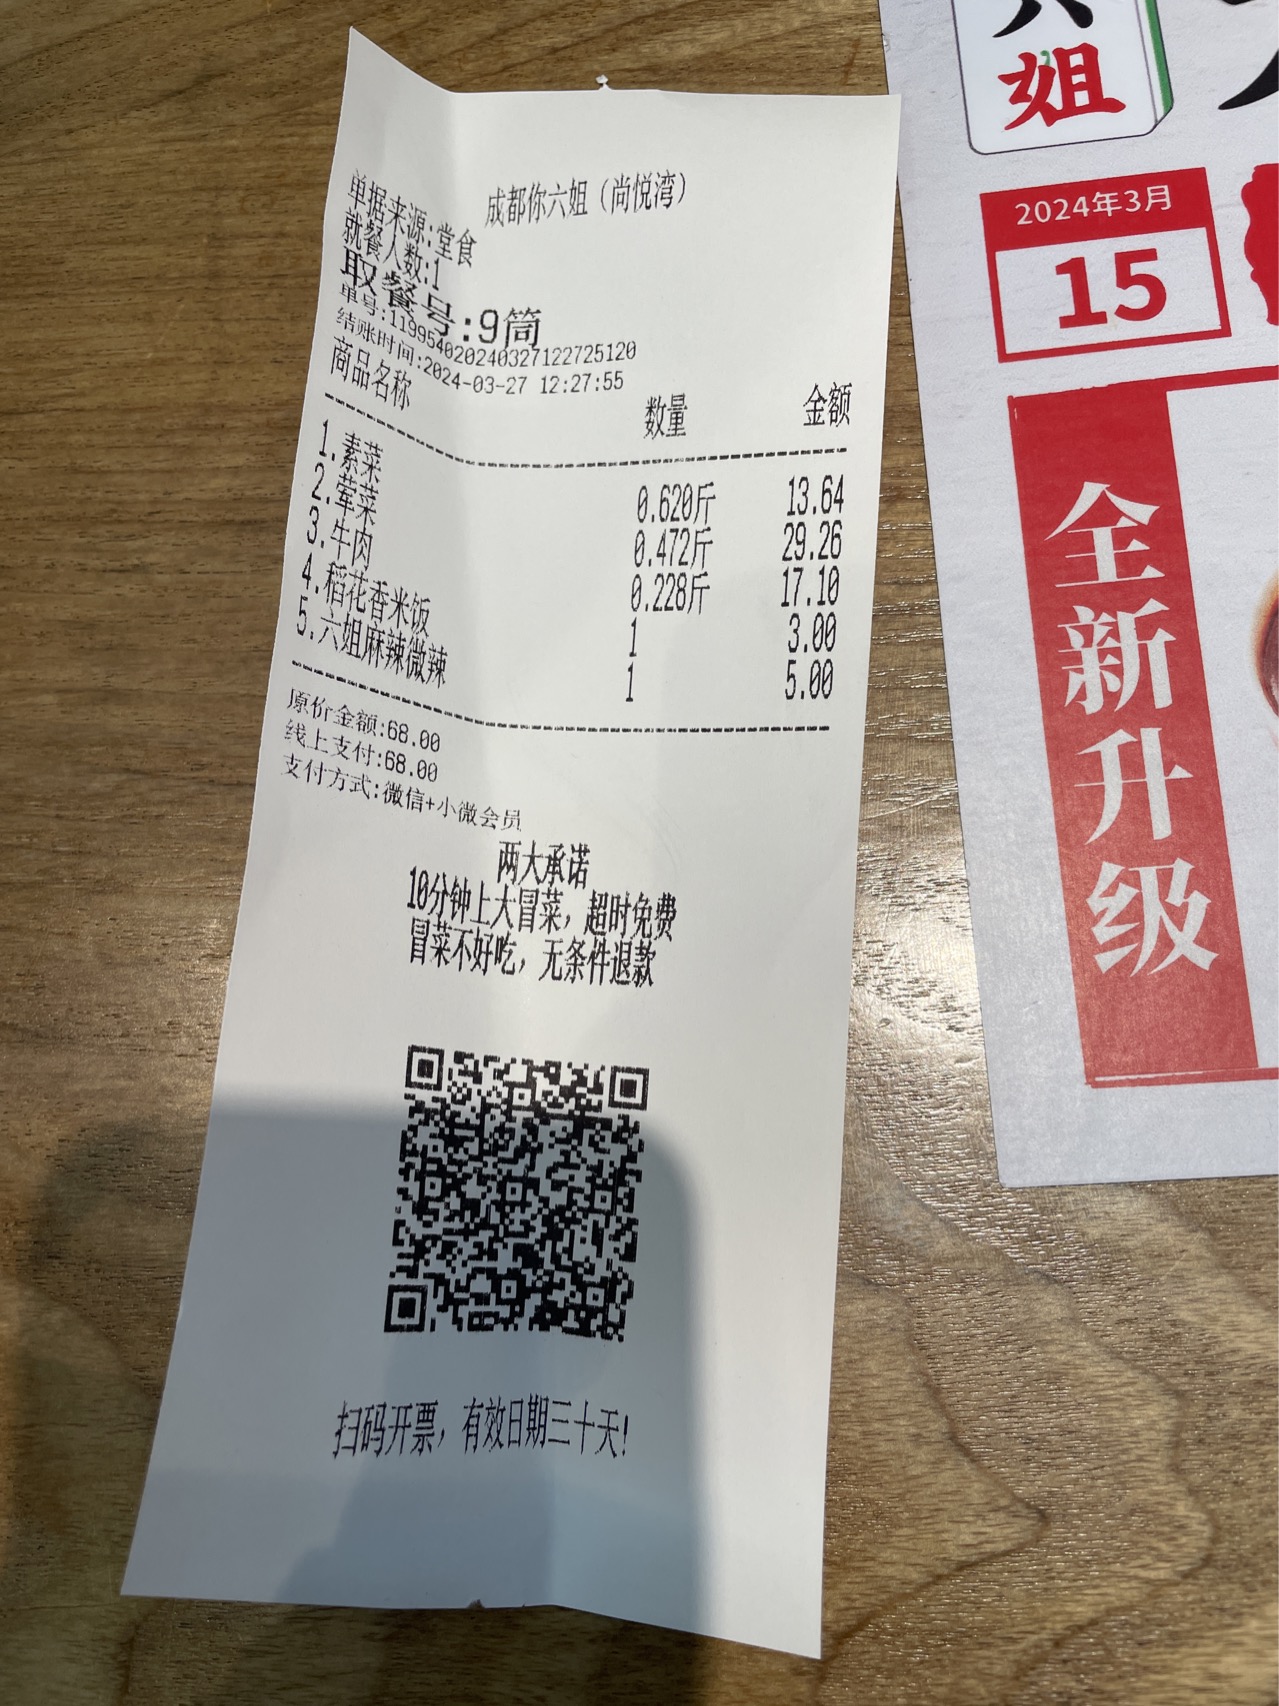 成都你六姐（尚悦湾）
单据来源:堂食
就餐人数:1
取餐号:9筒
单号:119954020240327122725120
结账时间:2024-03-27 12:27:55
商品名称 数量 金额
1.素菜 0.620斤 13.64
2.荤菜 0.472斤 29.26
3.牛肉 0.228斤 17.10
4.稻花香米饭 1 3.00
5.六姐麻辣微辣 1 5.00
原价金额:68.00
线上支付:68.00
支付方式:微信+小微会员
两大承诺
10分钟上大冒菜，超时免费
冒菜不好吃，无条件退款
扫码开票，有效日期三十天!
六
姐
2024年3月
15
全新升级